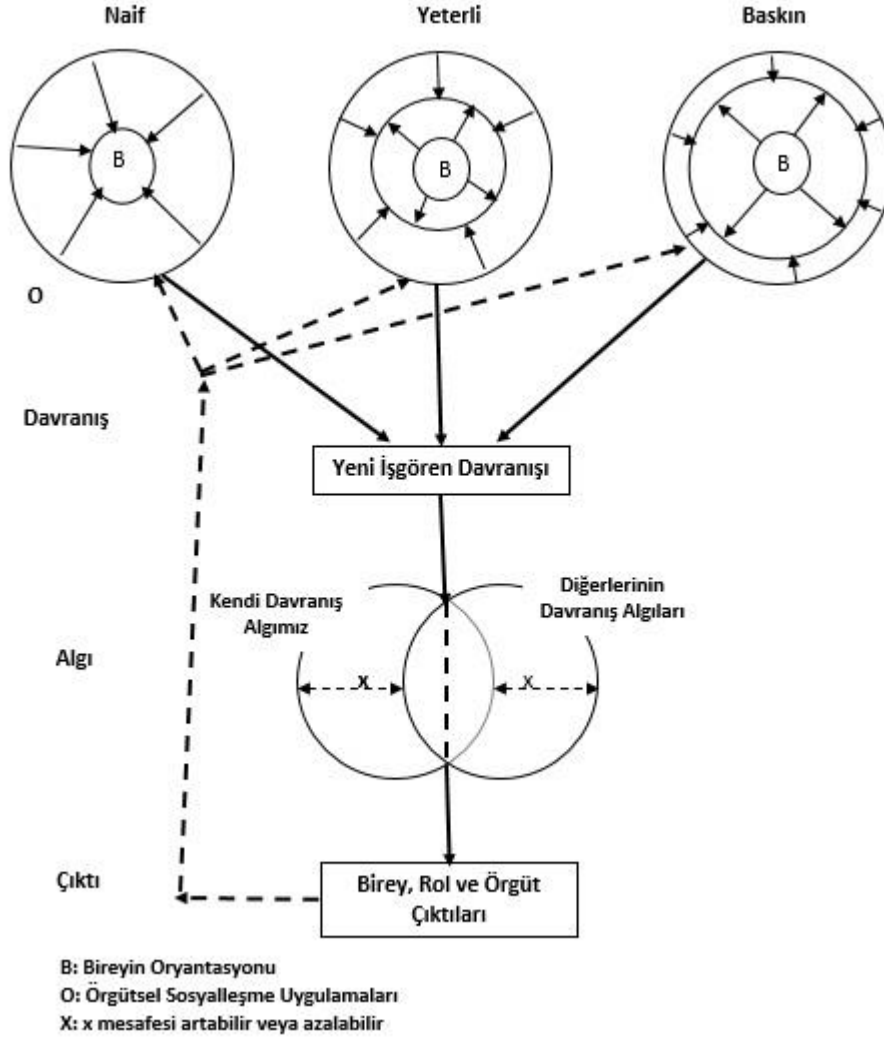 Naif
Yeterli
Baskın
B
B
B
O
Davranış
Yeni İşgören Davranışı
Kendi Davranış
Algımız
Diğerlerinin
Davranış Algıları
Algı
X
X
Çıktı
Birey, Rol ve Örgüt
Çıktıları
B: Bireyin Oryantasyonu
O: Örgütsel Sosyalleşme Uygulamaları
X: x mesafesi artabilir veya azalabilir